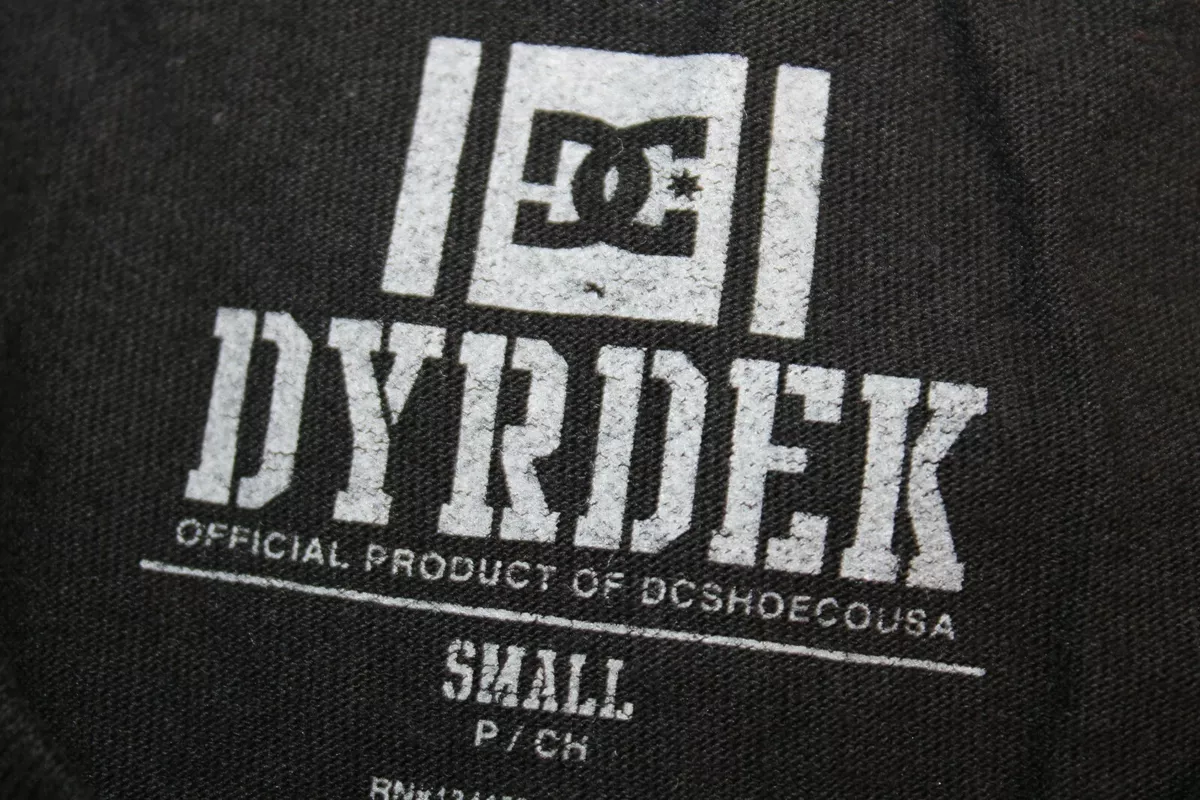 DC
DYRDEK
OFFICIAL PRODUCT OF DCSHOECOUSA
SMALL
P / CH